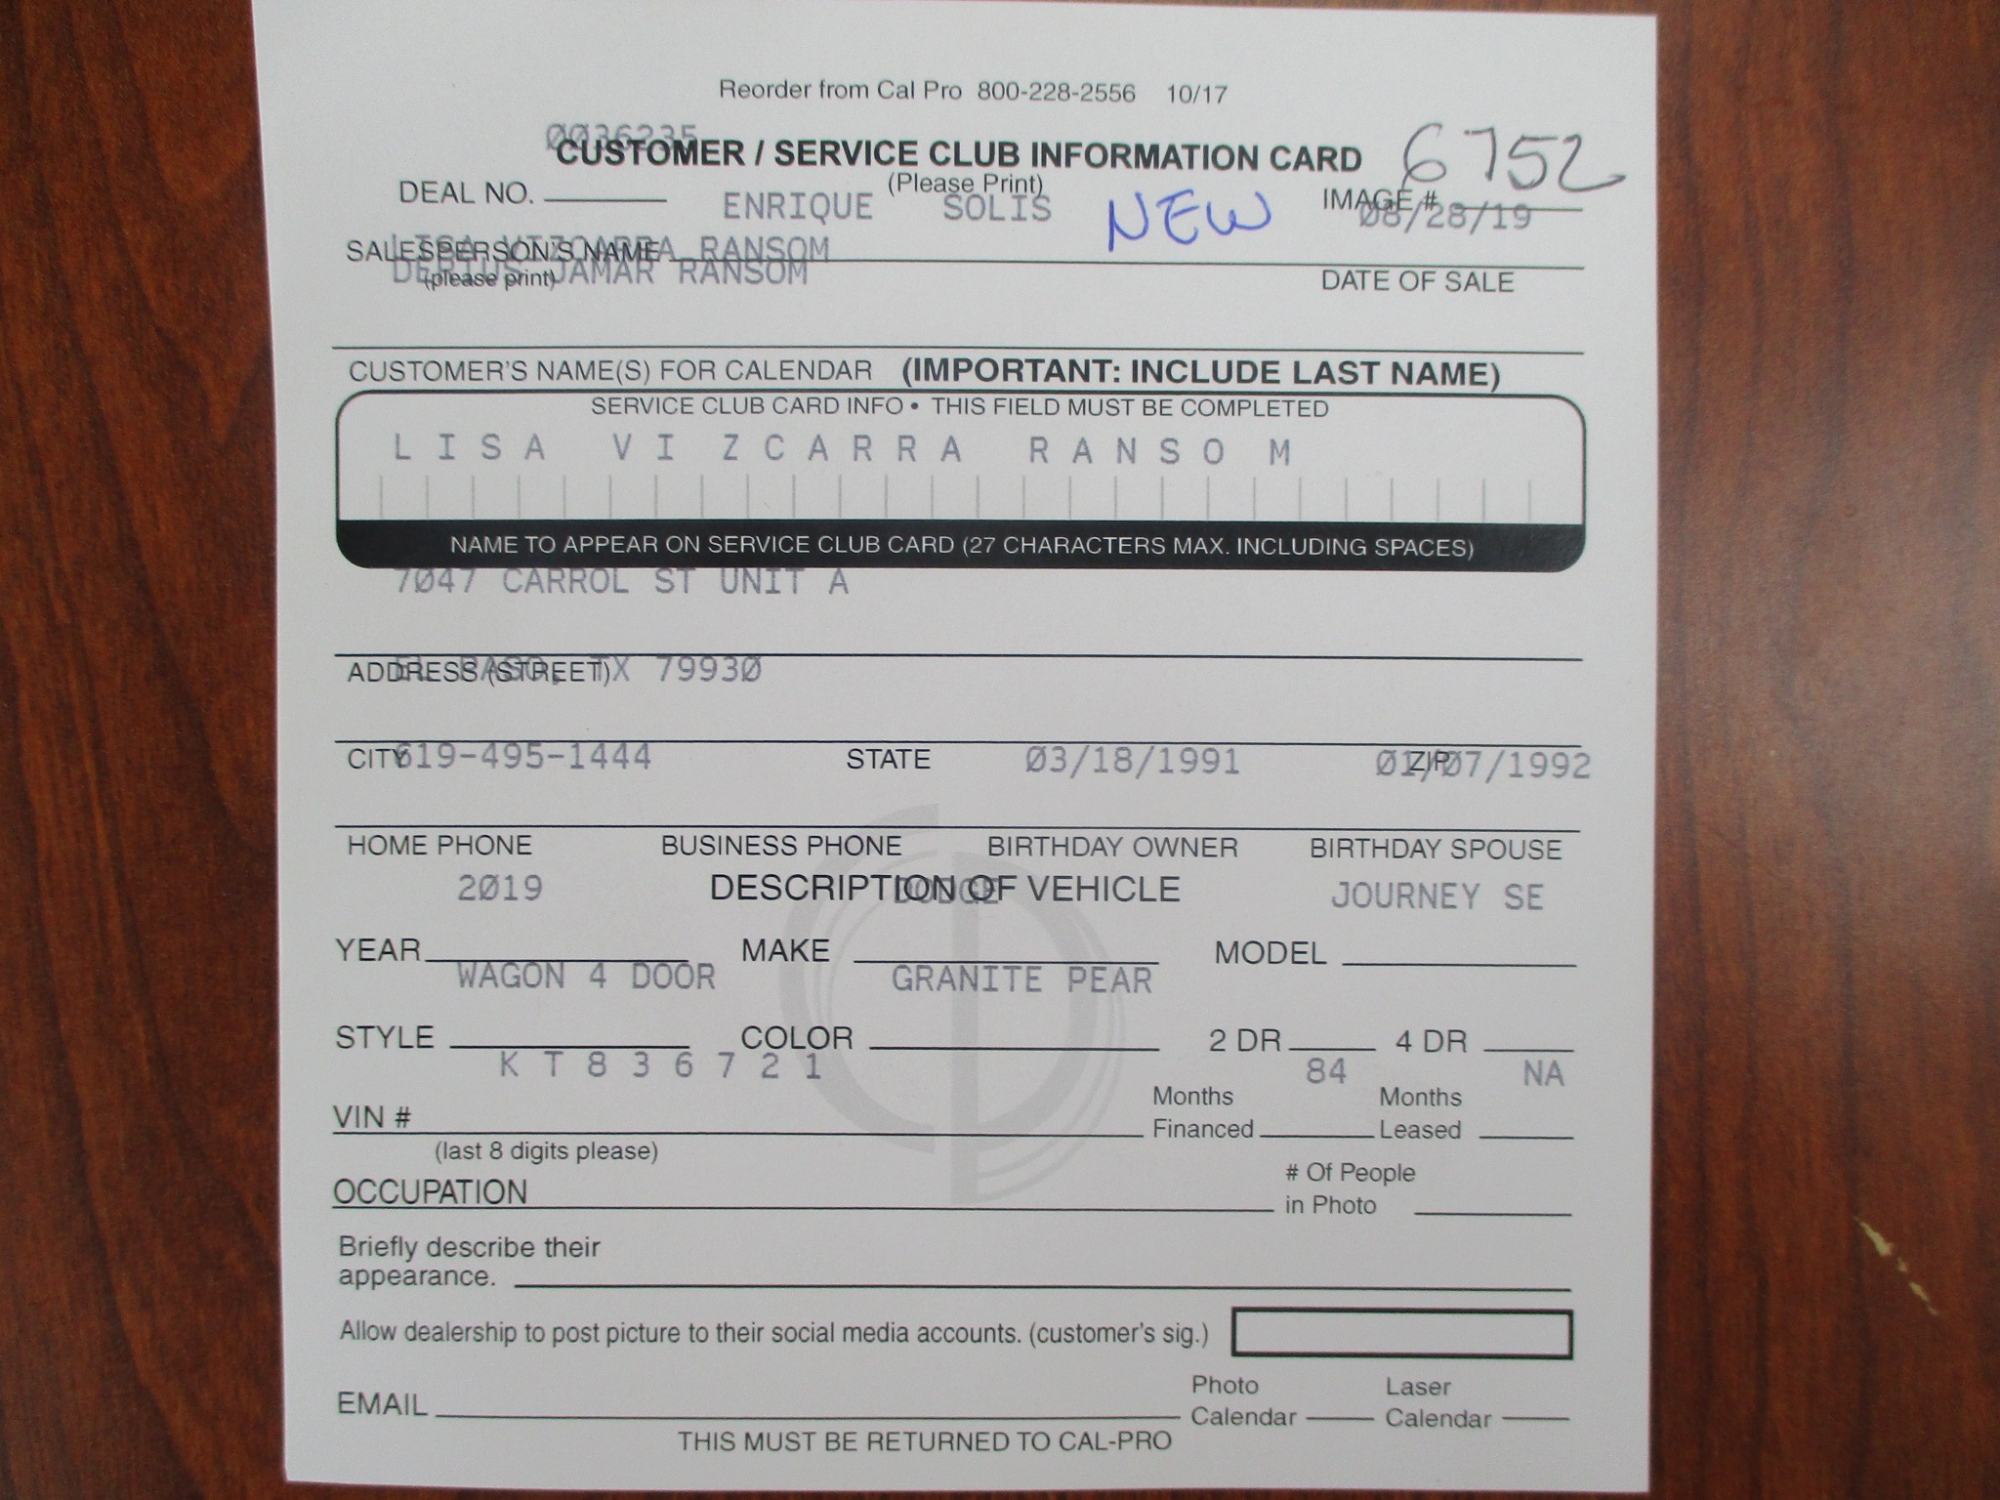 Reorder from Cal Pro 800-228-2556 10/17
0036235
CUSTOMER / SERVICE CLUB INFORMATION CARD 6752
(Please Print)
DEAL NO. ENRIQUE SOLIS NEW IMAGE #
08/28/19
LISA VIZCARRA RANSOM
SALESPERSON'S NAME
DERIUS JAMAR RANSOM
(please print) DATE OF SALE
CUSTOMER'S NAME(S) FOR CALENDAR (IMPORTANT: INCLUDE LAST NAME)
SERVICE CLUB CARD INFO • THIS FIELD MUST BE COMPLETED
LISA VIZCARRA RANSOM
NAME TO APPEAR ON SERVICE CLUB CARD (27 CHARACTERS MAX. INCLUDING SPACES)
7047 CARROL ST UNIT A
ADDRESS (STREET)
EL PASO, TX 79930
CITY STATE ZIP
619-495-1444 03/18/1991 01/07/1992
HOME PHONE BUSINESS PHONE BIRTHDAY OWNER BIRTHDAY SPOUSE
DESCRIPTION OF VEHICLE
2019 DODGE JOURNEY SE
YEAR MAKE MODEL
WAGON 4 DOOR GRANITE PEAR
STYLE COLOR 2 DR 4 DR
KT836721 84 NA
VIN # Months Financed Months Leased
(last 8 digits please)
OCCUPATION # Of People in Photo
Briefly describe their
appearance.
Allow dealership to post picture to their social media accounts. (customer's sig.)
EMAIL Photo Calendar Laser Calendar
THIS MUST BE RETURNED TO CAL-PRO